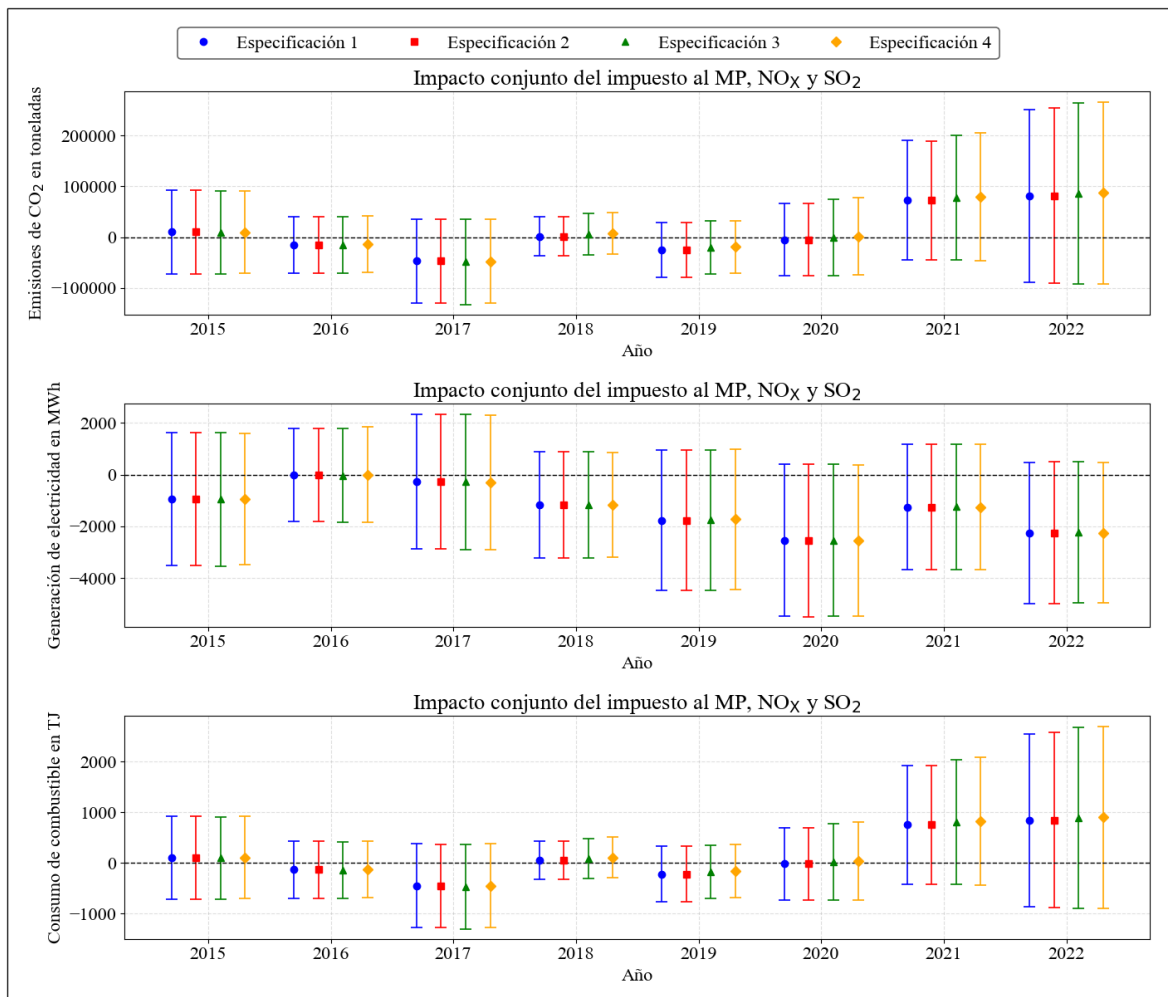 Especificación 1 Especificación 2 Especificación 3 Especificación 4
Impacto conjunto del impuesto al MP, NOX y SO2
Emisiones de CO2 en toneladas
200000
100000
0
−100000
2015 2016 2017 2018 2019 2020 2021 2022
Año
Impacto conjunto del impuesto al MP, NOX y SO2
Generación de electricidad en MWh
2000
0
−2000
−4000
2015 2016 2017 2018 2019 2020 2021 2022
Año
Impacto conjunto del impuesto al MP, NOX y SO2
Consumo de combustible en TJ
2000
1000
0
−1000
2015 2016 2017 2018 2019 2020 2021 2022
Año